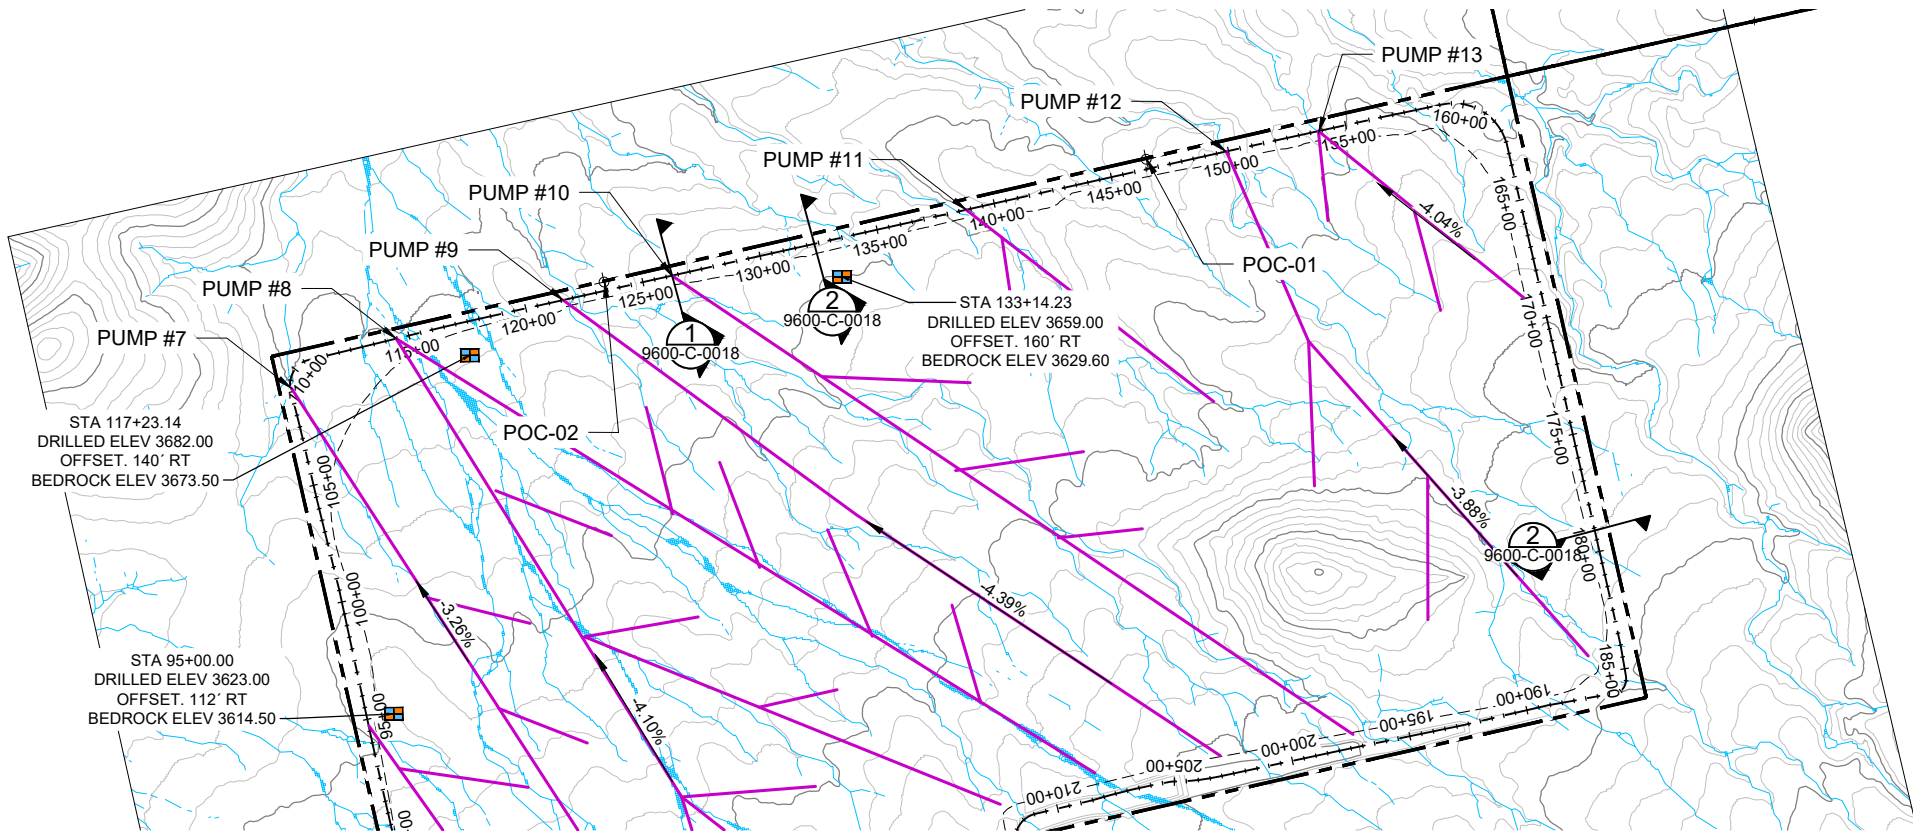 PUMP #13
PUMP #12
PUMP #11
PUMP #10
PUMP #9
PUMP #8
PUMP #7
POC-01
POC-02
160+00
155+00
150+00
145+00
140+00
135+00
130+00
125+00
120+00
115+00
110+00
105+00
100+00
95+00
165+00
170+00
175+00
180+00
185+00
190+00
195+00
200+00
205+00
210+00
-4.04%
-3.88%
-4.39%
-3.26%
-4.10%
1
9600-C-0018
2
9600-C-0018
2
9600-C-0018
STA 133+14.23
DRILLED ELEV 3659.00
OFFSET. 160´ RT
BEDROCK ELEV 3629.60
STA 117+23.14
DRILLED ELEV 3682.00
OFFSET. 140´ RT
BEDROCK ELEV 3673.50
STA 95+00.00
DRILLED ELEV 3623.00
OFFSET. 112´ RT
BEDROCK ELEV 3614.50